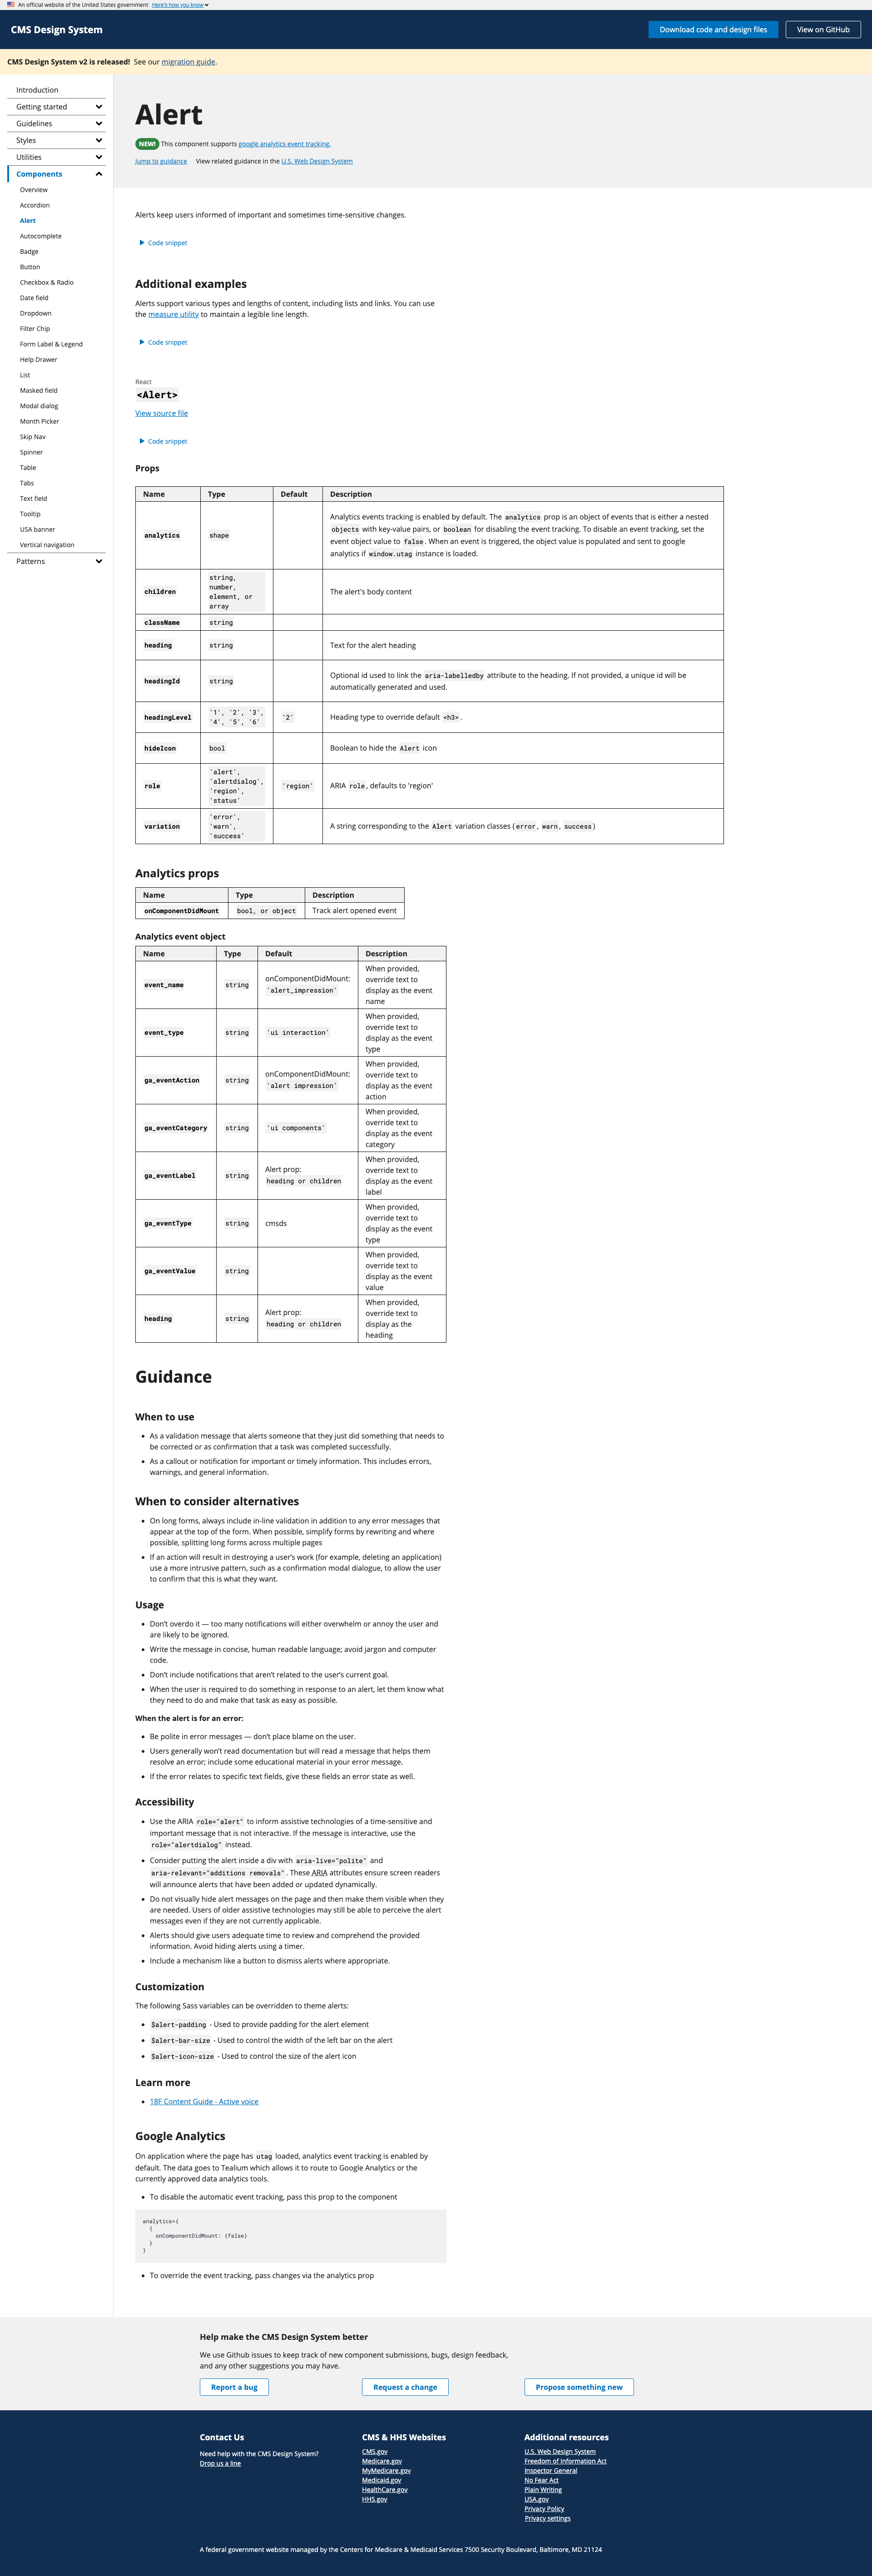 An official website of the United States government Here's how you know
CMS Design System
Download code and design files
View on GitHub
CMS Design System v2 is released! See our migration guide.
Introduction
Getting started
Guidelines
Styles
Utilities
Components
Overview
Accordion
Alert
Autocomplete
Badge
Button
Checkbox & Radio
Date field
Dropdown
Filter Chip
Form Label & Legend
Help Drawer
List
Masked field
Modal dialog
Month Picker
Skip Nav
Spinner
Table
Tabs
Text field
Tooltip
USA banner
Vertical navigation
Patterns
Alert
NEW! This component supports google analytics event tracking.
Jump to guidance View related guidance in the U.S. Web Design System
Alerts keep users informed of important and sometimes time-sensitive changes.
Code snippet
Additional examples
Alerts support various types and lengths of content, including lists and links. You can use
the measure utility to maintain a legible line length.
Code snippet
React
<Alert>
View source file
Code snippet
Props
Name Type Default Description
analytics shape Analytics events tracking is enabled by default. The analytics prop is an object of events that is either a nested
objects with key-value pairs, or boolean for disabling the event tracking. To disable an event tracking, set the
event object value to false. When an event is triggered, the object value is populated and sent to google
analytics if window.utag instance is loaded.
children string,
number,
element, or
array
The alert's body content
className string
heading string Text for the alert heading
headingId string Optional id used to link the aria-labelledby attribute to the heading. If not provided, a unique id will be
automatically generated and used.
headingLevel '1', '2', '3',
'4', '5', '6'
'2' Heading type to override default <h3>.
hideIcon bool Boolean to hide the Alert icon
role 'alert',
'alertdialog',
'region',
'status'
'region' ARIA role, defaults to 'region'
variation 'error',
'warn',
'success'
A string corresponding to the Alert variation classes (error, warn, success)
Analytics props
Name Type Description
onComponentDidMount bool, or object Track alert opened event
Analytics event object
Name Type Default Description
event_name string onComponentDidMount:
'alert_impression'
When provided,
override text to
display as the event
name
event_type string 'ui interaction' When provided,
override text to
display as the event
type
ga_eventAction string onComponentDidMount:
'alert impression'
When provided,
override text to
display as the event
action
ga_eventCategory string 'ui components' When provided,
override text to
display as the event
category
ga_eventLabel string Alert prop:
heading or children
When provided,
override text to
display as the event
label
ga_eventType string cmsds When provided,
override text to
display as the event
type
ga_eventValue string When provided,
override text to
display as the event
value
heading string Alert prop:
heading or children
When provided,
override text to
display as the
heading
Guidance
When to use
• As a validation message that alerts someone that they just did something that needs to
be corrected or as confirmation that a task was completed successfully.
• As a callout or notification for important or timely information. This includes errors,
warnings, and general information.
When to consider alternatives
• On long forms, always include in-line validation in addition to any error messages that
appear at the top of the form. When possible, simplify forms by rewriting and where
possible, splitting long forms across multiple pages
• If an action will result in destroying a user's work (for example, deleting an application)
use a more intrusive pattern, such as a confirmation modal dialogue, to allow the user
to confirm that this is what they want.
Usage
• Don't overdo it — too many notifications will either overwhelm or annoy the user and
are likely to be ignored.
• Write the message in concise, human readable language; avoid jargon and computer
code.
• Don't include notifications that aren't related to the user's current goal.
• When the user is required to do something in response to an alert, let them know what
they need to do and make that task as easy as possible.
When the alert is for an error:
• Be polite in error messages — don't place blame on the user.
• Users generally won't read documentation but will read a message that helps them
resolve an error; include some educational material in your error message.
• If the error relates to specific text fields, give these fields an error state as well.
Accessibility
• Use the ARIA role="alert" to inform assistive technologies of a time-sensitive and
important message that is not interactive. If the message is interactive, use the
role="alertdialog" instead.
• Consider putting the alert inside a div with aria-live="polite" and
aria-relevant="additions removals". These ARIA attributes ensure screen readers
will announce alerts that have been added or updated dynamically.
• Do not visually hide alert messages on the page and then make them visible when they
are needed. Users of older assistive technologies may still be able to perceive the alert
messages even if they are not currently applicable.
• Alerts should give users adequate time to review and comprehend the provided
information. Avoid hiding alerts using a timer.
• Include a mechanism like a button to dismiss alerts where appropriate.
Customization
The following Sass variables can be overridden to theme alerts:
• $alert-padding - Used to provide padding for the alert element
• $alert-bar-size - Used to control the width of the left bar on the alert
• $alert-icon-size - Used to control the size of the alert icon
Learn more
• 18F Content Guide - Active voice
Google Analytics
On application where the page has utag loaded, analytics event tracking is enabled by
default. The data goes to Tealium which allows it to route to Google Analytics or the
currently approved data analytics tools.
• To disable the automatic event tracking, pass this prop to the component
analytics={
{
onComponentDidMount: {false}
}
}
• To override the event tracking, pass changes via the analytics prop
Help make the CMS Design System better
We use Github issues to keep track of new component submissions, bugs, design feedback,
and any other suggestions you may have.
Report a bug
Request a change
Propose something new
Contact Us
Need help with the CMS Design System?
Drop us a line
CMS & HHS Websites
CMS.gov
Medicare.gov
MyMedicare.gov
Medicaid.gov
HealthCare.gov
HHS.gov
Additional resources
U.S. Web Design System
Freedom of Information Act
Inspector General
No Fear Act
Plain Writing
USA.gov
Privacy Policy
Privacy settings
A federal government website managed by the Centers for Medicare & Medicaid Services 7500 Security Boulevard, Baltimore, MD 21124